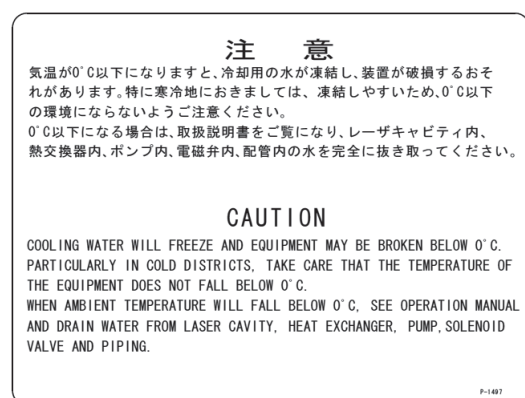 注　意
気温が0°C以下になりますと、冷却用の水が凍結し、装置が破損するおそ
れがあります。特に寒冷地におきましては、凍結しやすいため、0°C以下
の環境にならないようご注意ください。
0°C以下になる場合は、取扱説明書をご覧になり、レーザキャビティ内、
熱交換器内、ポンプ内、電磁弁内、配管内の水を完全に抜き取ってください。
CAUTION
COOLING WATER WILL FREEZE AND EQUIPMENT MAY BE BROKEN BELOW 0°C.
PARTICULARLY IN COLD DISTRICTS, TAKE CARE THAT THE TEMPERATURE OF
THE EQUIPMENT DOES NOT FALL BELOW 0°C.
WHEN AMBIENT TEMPERATURE WILL FALL BELOW 0°C, SEE OPERATION MANUAL
AND DRAIN WATER FROM LASER CAVITY, HEAT EXCHANGER, PUMP,SOLENOID
VALVE AND PIPING.
P-1497